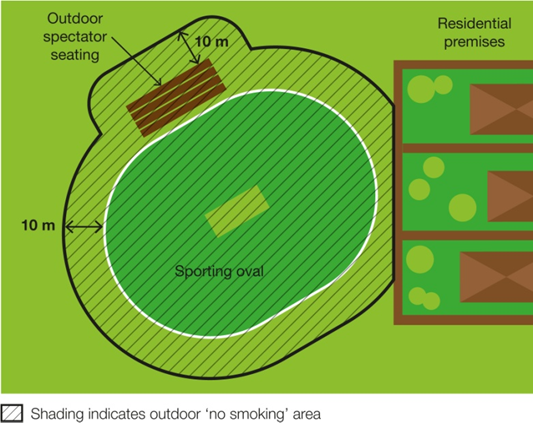 Outdoor
spectator
seating
10 m
Residential
premises
10 m
Sporting oval
Shading indicates outdoor ‘no smoking’ area